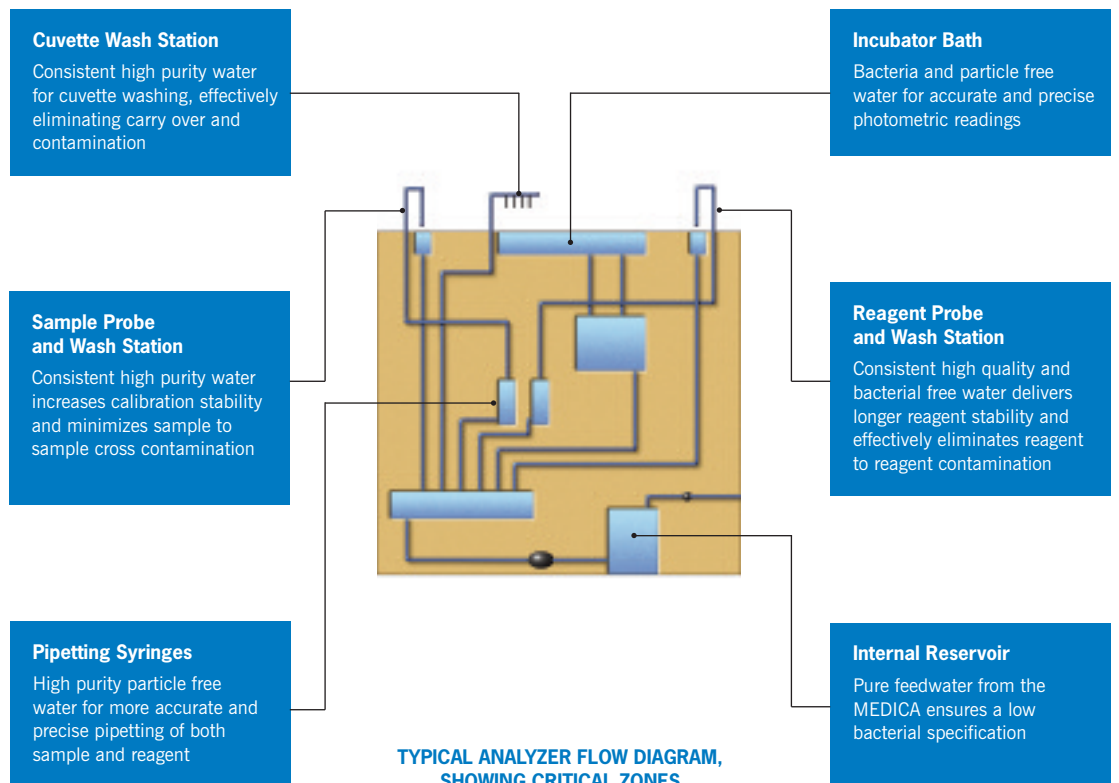 Cuvette Wash Station
Consistent high purity water
for cuvette washing, effectively
eliminating carry over and
contamination
Incubator Bath
Bacteria and particle free
water for accurate and precise
photometric readings
Sample Probe
and Wash Station
Consistent high purity water
increases calibration stability
and minimizes sample to
sample cross contamination
Reagent Probe
and Wash Station
Consistent high quality and
bacterial free water delivers
longer reagent stability and
effectively eliminates reagent
to reagent contamination
Pipetting Syringes
High purity particle free
water for more accurate and
precise pipetting of both
sample and reagent
Internal Reservoir
Pure feedwater from the
MEDICA ensures a low
bacterial specification
TYPICAL ANALYZER FLOW DIAGRAM,
SHOWING CRITICAL ZONES